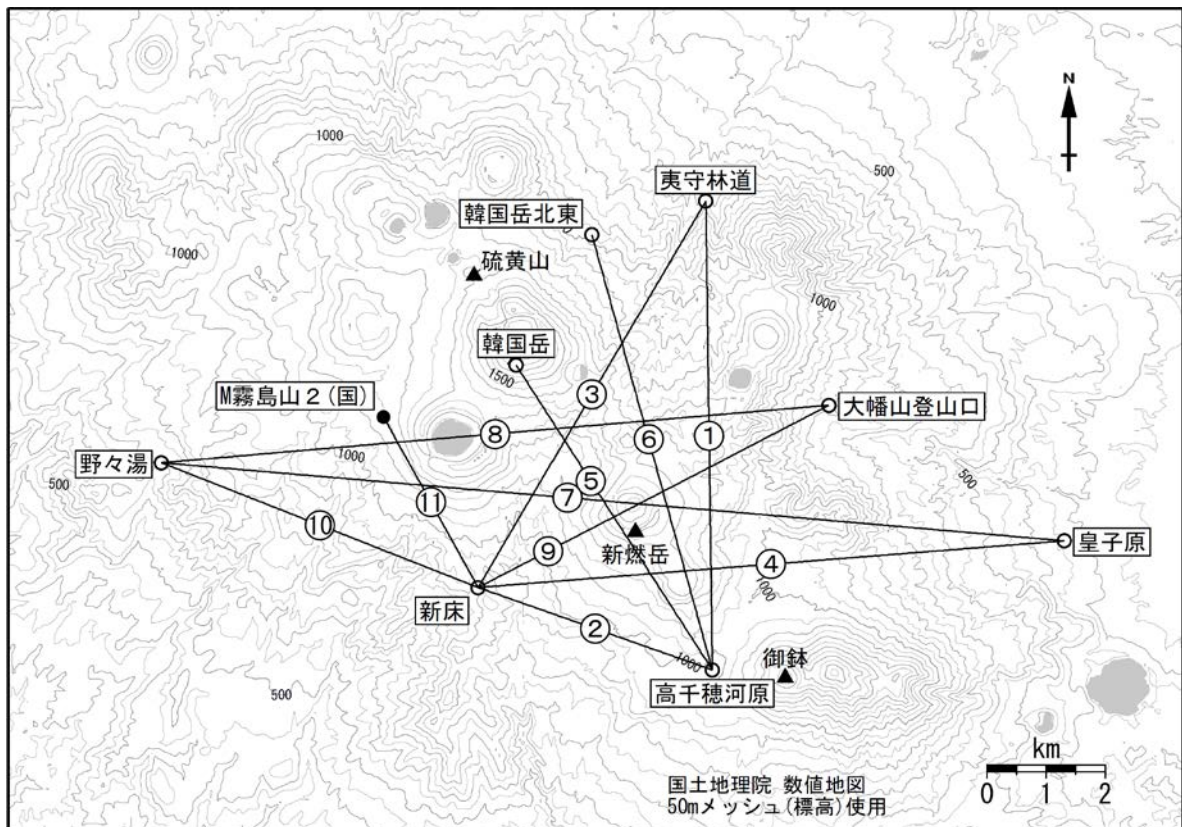 1000
N
500
夷守林道
韓国岳北東
1000
硫黄山
1000
韓国岳
1500
③
M霧島山2(国)
大幡山登山口
⑧
⑥
①
野々湯
1000
500
500
⑤
⑦
⑪
⑩
新燃岳
⑨
皇子原
④
1000
新床
②
1000
御鉢
高千穂河原
500
km
国土地理院 数値地図
50mメッシュ(標高)使用
0 1 2